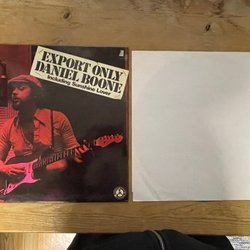 EXPORT ONLY
DANIEL BOONE
Including Sunshine Lover